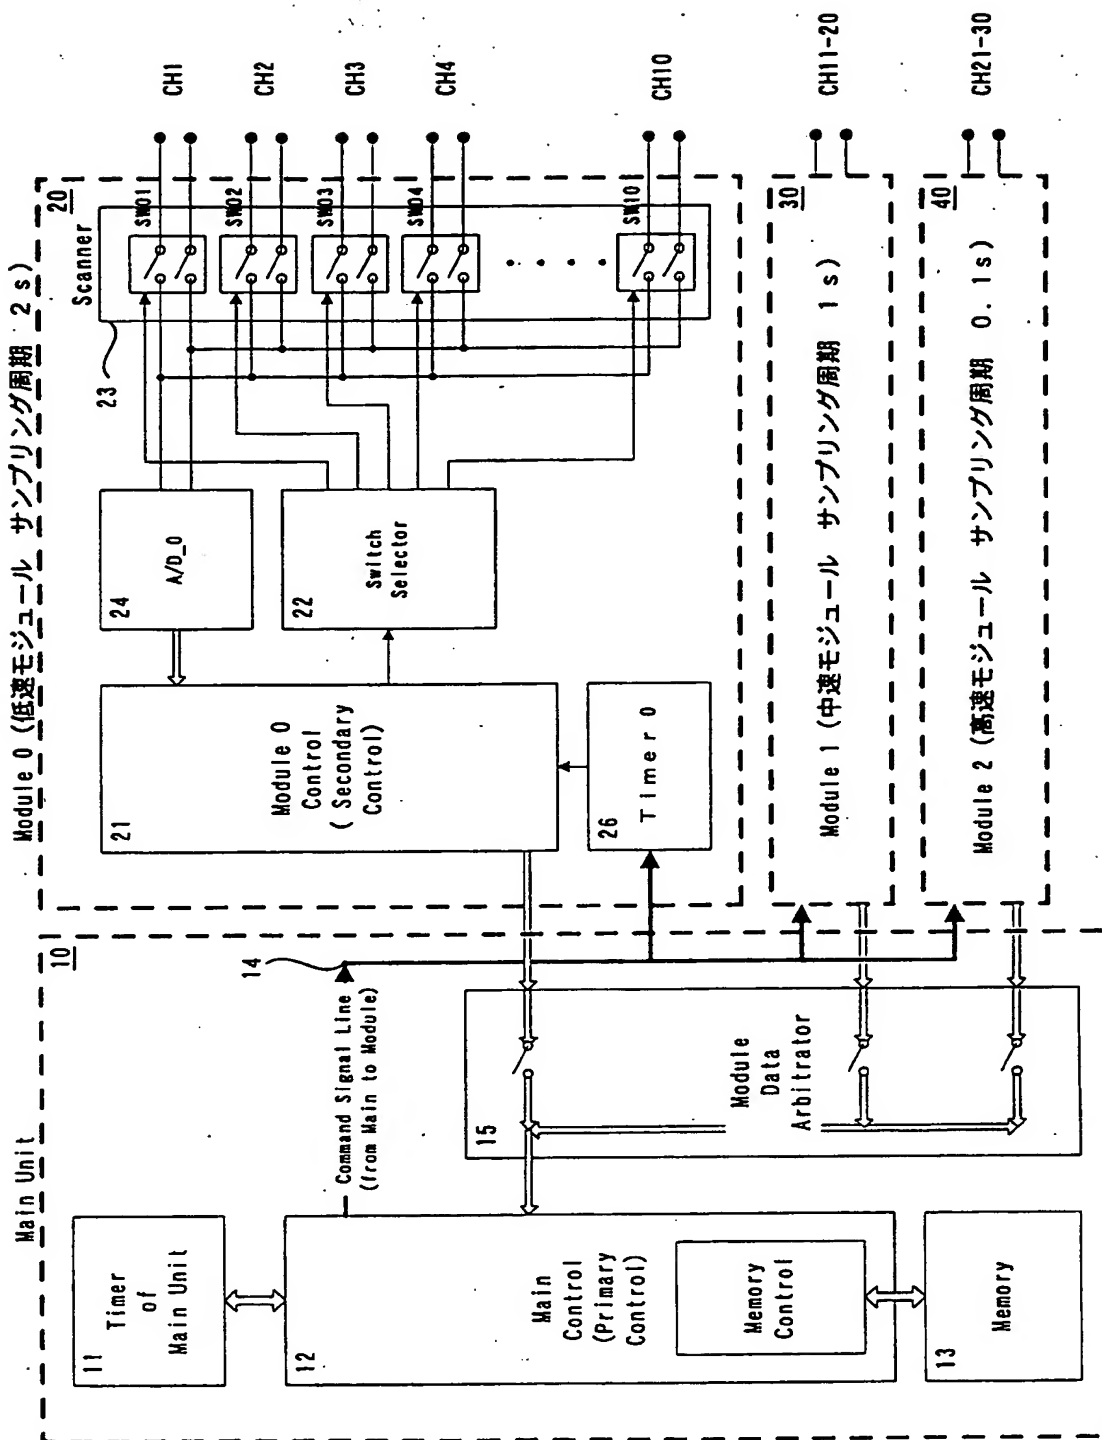 Main Unit
10
11
Timer
of
Main Unit
12
Main
Control
(Primary
Control)
Memory
Control
13
Memory
Command Signal Line
(from Main to Module)
14
15
Module
Data
Arbitrator
Module 0 (低速モジュール サンプリング周期 2 s)
20
21
Module 0
Control
( Secondary
Control)
24
A/D_0
22
Switch
Selector
26
Timer 0
23
Scanner
SW01
SW02
SW03
SW04
SW10
CH1
CH2
CH3
CH4
CH10
30
Module 1 (中速モジュール サンプリング周期 1 s)
CH11-20
40
Module 2 (高速モジュール サンプリング周期 0. 1s)
CH21-30